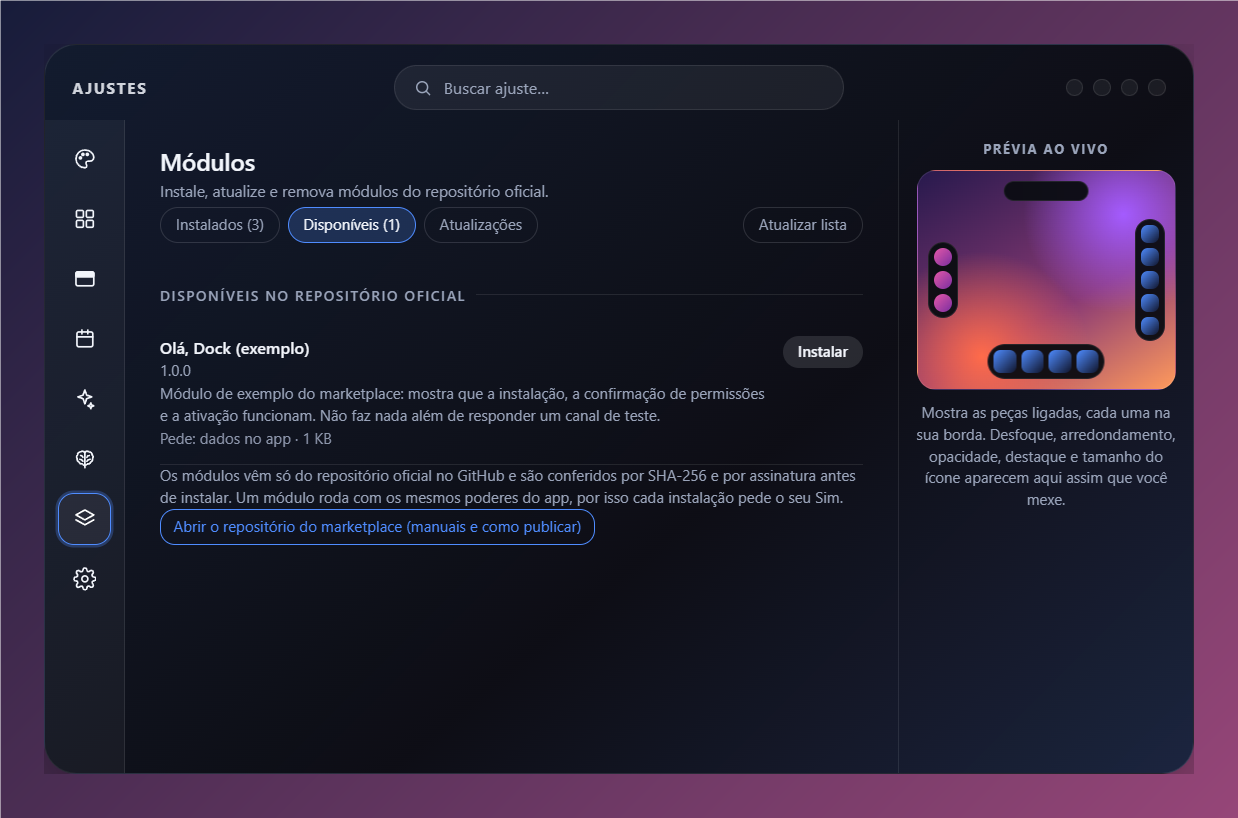 AJUSTES
Buscar ajuste...
Módulos
Instale, atualize e remova módulos do repositório oficial.
Instalados (3)
Disponíveis (1)
Atualizações
Atualizar lista
DISPONÍVEIS NO REPOSITÓRIO OFICIAL
Olá, Dock (exemplo)
Instalar
1.0.0
Módulo de exemplo do marketplace: mostra que a instalação, a confirmação de permissões
e a ativação funcionam. Não faz nada além de responder um canal de teste.
Pede: dados no app · 1 KB
Os módulos vêm só do repositório oficial no GitHub e são conferidos por SHA-256 e por assinatura antes
de instalar. Um módulo roda com os mesmos poderes do app, por isso cada instalação pede o seu Sim.
Abrir o repositório do marketplace (manuais e como publicar)
PRÉVIA AO VIVO
Mostra as peças ligadas, cada uma na
sua borda. Desfoque, arredondamento,
opacidade, destaque e tamanho do
ícone aparecem aqui assim que você
mexe.